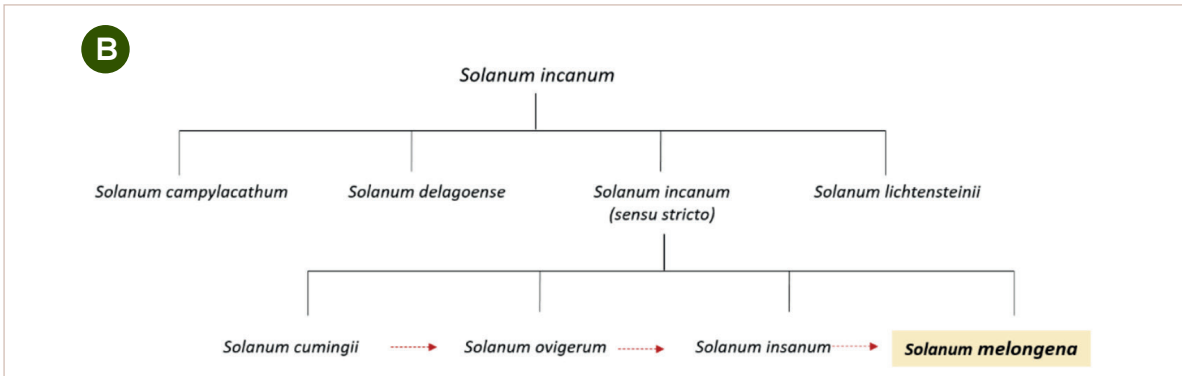 B
Solanum incanum
Solanum campylacathum
Solanum delagoense
Solanum incanum
(sensu stricto)
Solanum lichtensteinii
Solanum cumingii
Solanum ovigerum
Solanum insanum
Solanum melongena